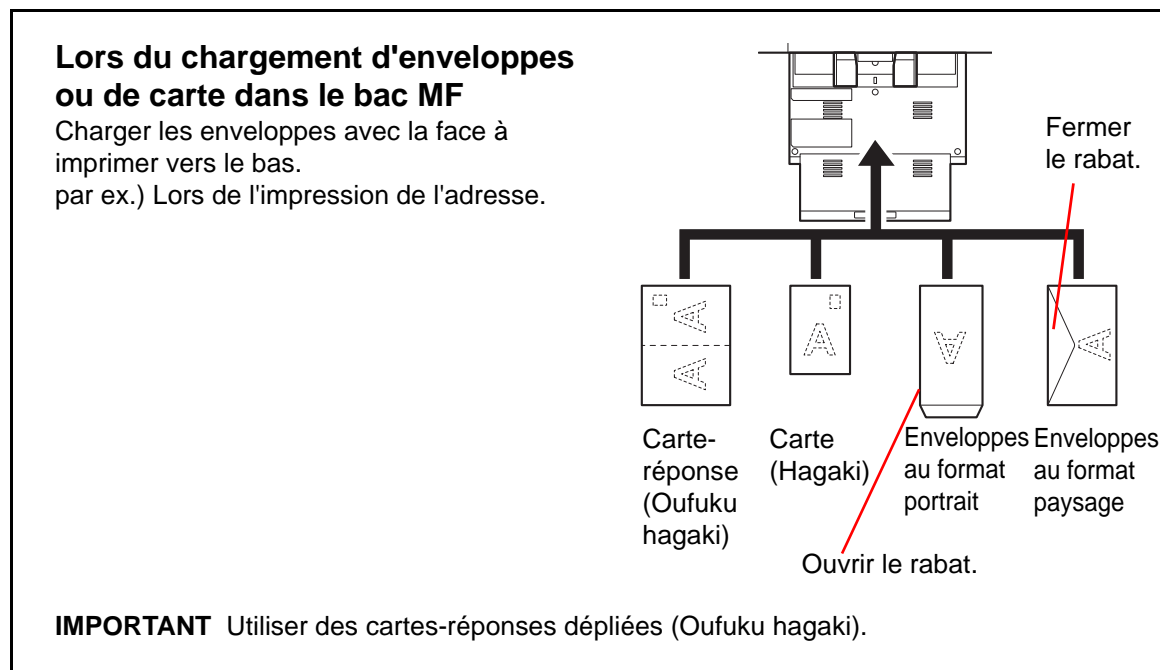 Lors du chargement d'enveloppes
ou de carte dans le bac MF
Charger les enveloppes avec la face à
imprimer vers le bas.
par ex.) Lors de l'impression de l'adresse.
Fermer
le rabat.
A
A
A
A
A
Carte-
réponse
(Oufuku
hagaki)
Carte
(Hagaki)
Enveloppes
au format
portrait
Enveloppes
au format
paysage
Ouvrir le rabat.
IMPORTANT Utiliser des cartes-réponses dépliées (Oufuku hagaki).